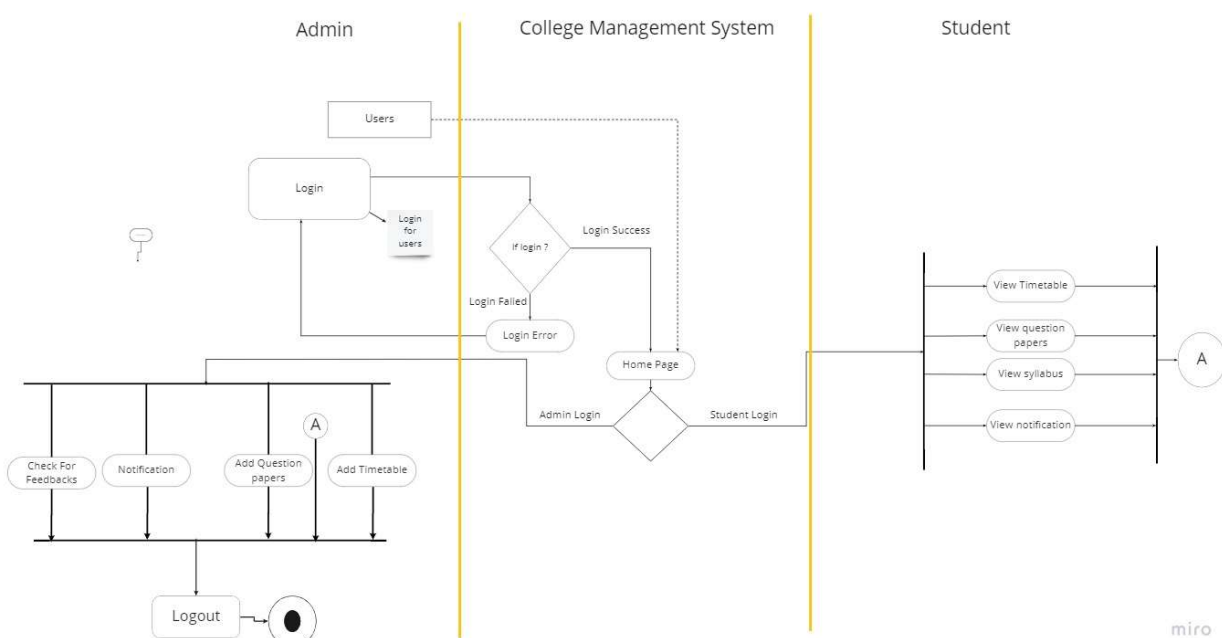 Admin
College Management System
Student
Users
Login
Login
for
users
If login ?
Login Success
Login Failed
Login Error
Home Page
Admin Login
Student Login
View Timetable
View question
papers
View syllabus
View notification
A
A
Check For
Feedbacks
Notification
Add Question
papers
Add Timetable
Logout
miro